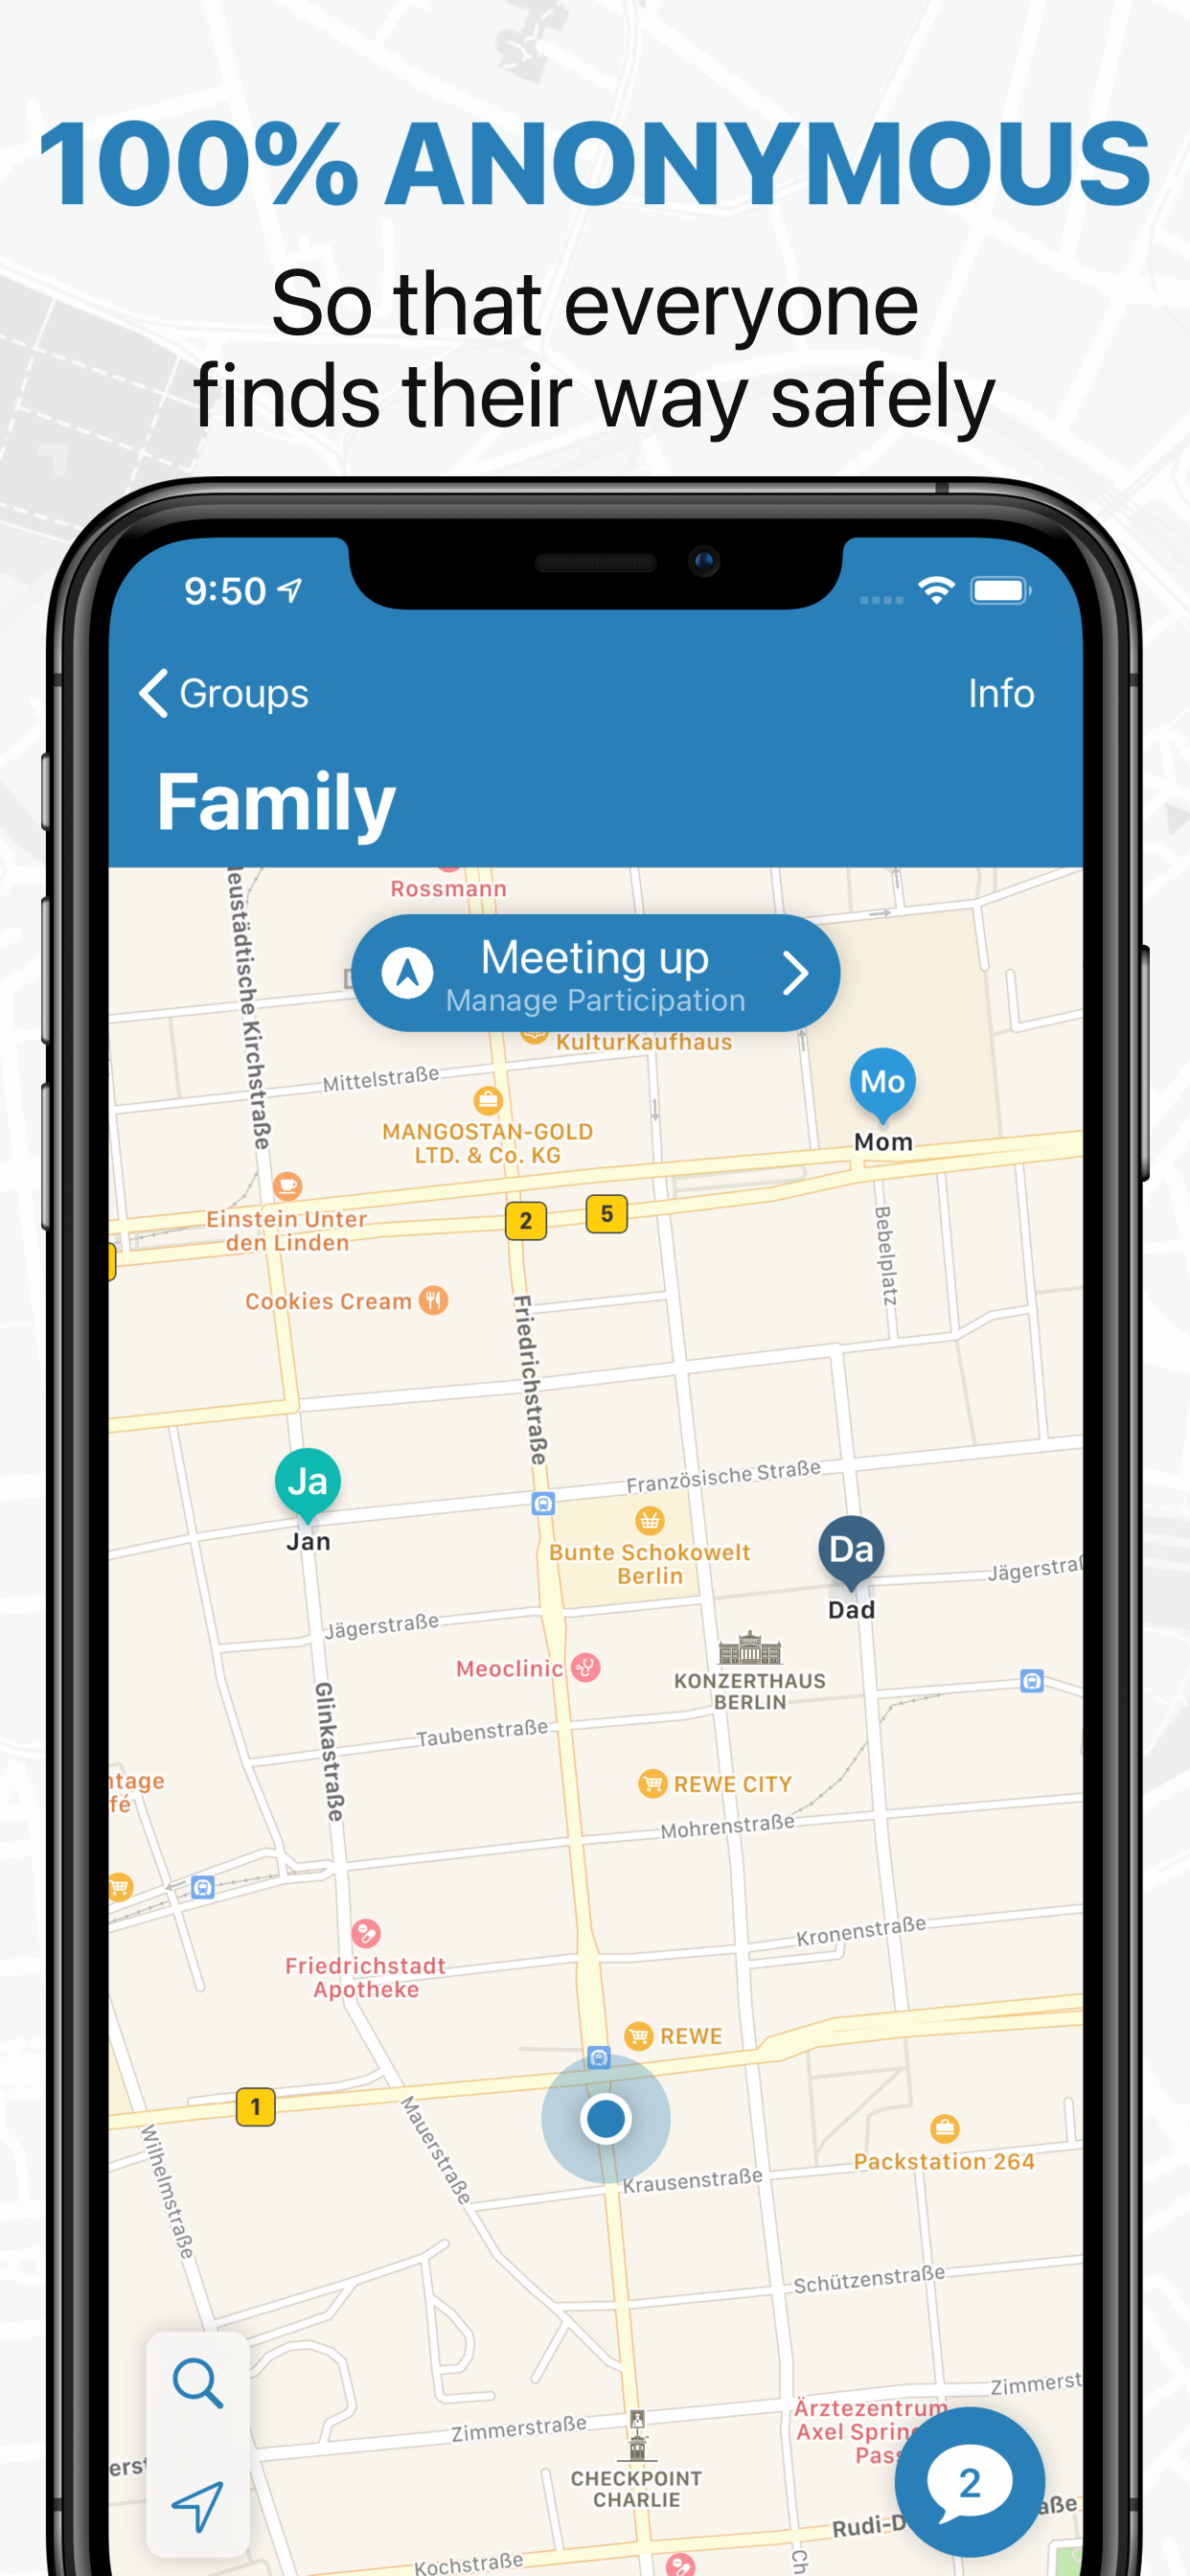 100% ANONYMOUS
So that everyone
finds their way safely
9:50
Groups
Info
Family
Rossmann
Neustädtische Kirchstraße
Meeting up
Manage Participation
KulturKaufhaus
Mittelstraße
Mo
Mom
MANGOSTAN-GOLD
LTD. & Co. KG
Einstein Unter
den Linden
2
5
Bebelplatz
Cookies Cream
Friedrichstraße
Ja
Jan
Französische Straße
Bunte Schokowelt
Berlin
Da
Dad
Jägerstraß
Jägerstraße
Meoclinic
KONZERTHAUS
BERLIN
Glinkastraße
Taubenstraße
ntage
fé
REWE CITY
Mohrenstraße
Kronenstraße
Friedrichstadt
Apotheke
REWE
1
Mauerstraße
Wilhelmstraße
Packstation 264
Krausenstraße
Schützenstraße
Zimmerst
Zimmerstraße
Ärztezentrum
Axel Spring
Pass
CHECKPOINT
CHARLIE
erst
2
Rudi-D
aße
Kochstraße
Ch